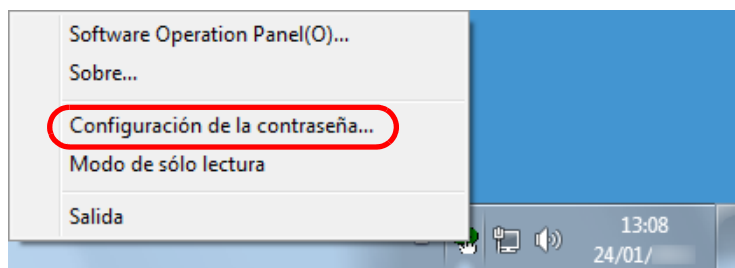 Software Operation Panel(O)...
Sobre...
Configuración de la contraseña...
Modo de sólo lectura
Salida
13:08
24/01/